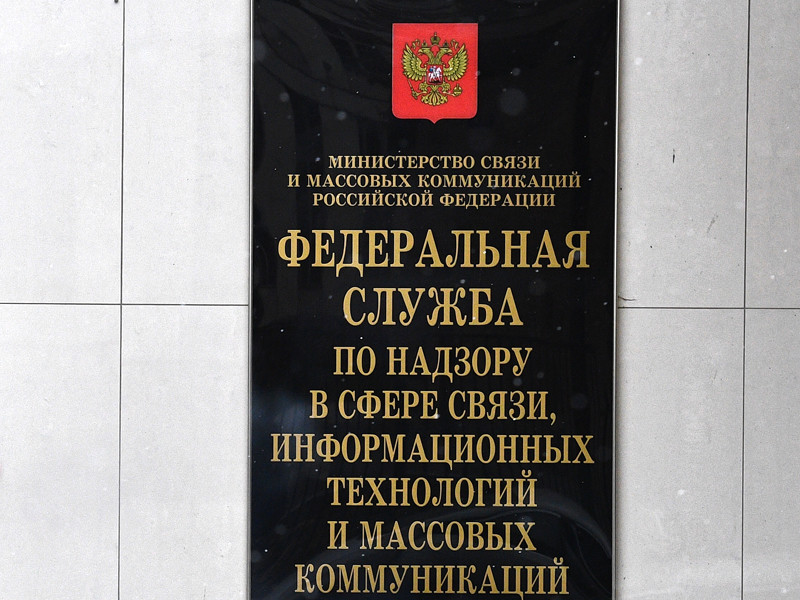 МИНИСТЕРСТВО СВЯЗИ
И МАССОВЫХ КОММУНИКАЦИЙ
РОССИЙСКОЙ ФЕДЕРАЦИИ
ФЕДЕРАЛЬНАЯ
СЛУЖБА
ПО НАДЗОРУ
В СФЕРЕ СВЯЗИ,
ИНФОРМАЦИОННЫХ
ТЕХНОЛОГИЙ
И МАССОВЫХ
КОММУНИКАЦИЙ